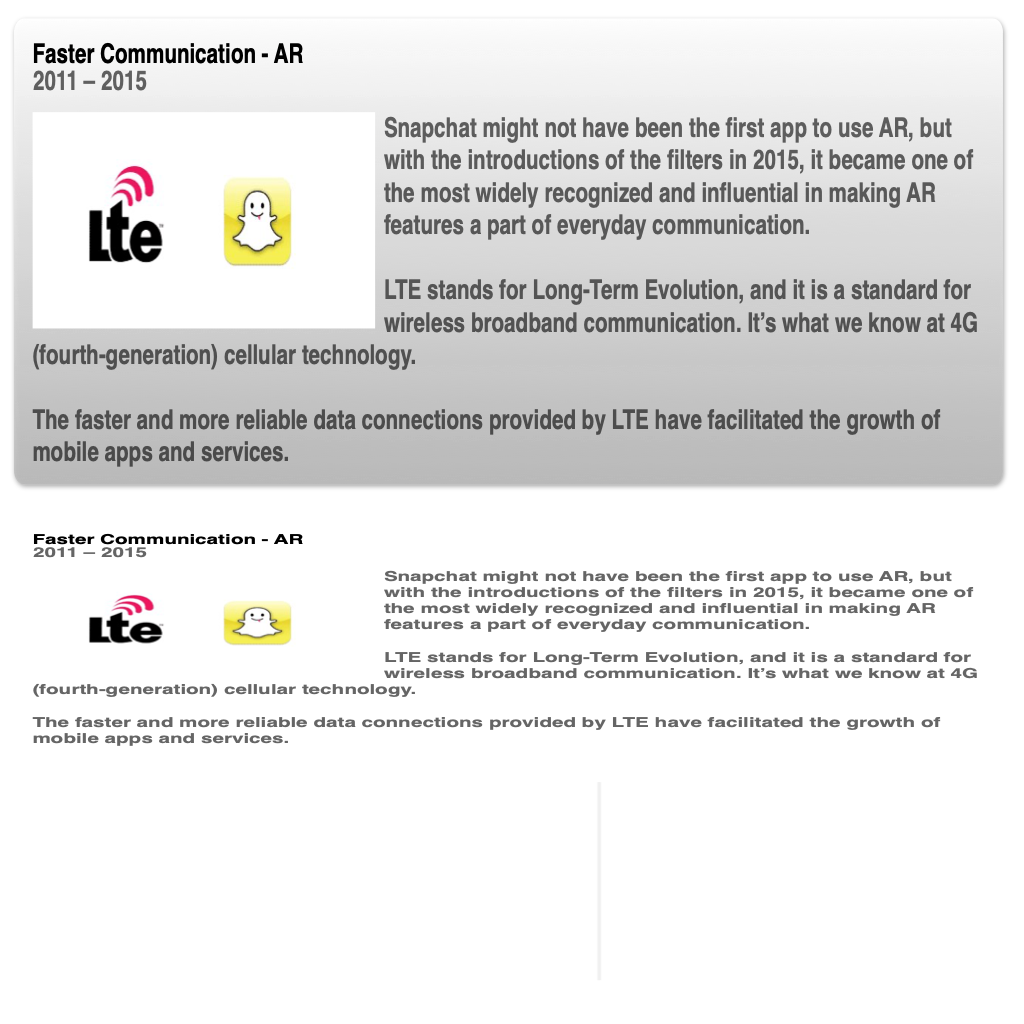 Faster Communication - AR
2011 – 2015
Lte
Snapchat might not have been the first app to use AR, but
with the introductions of the filters in 2015, it became one of
the most widely recognized and influential in making AR
features a part of everyday communication.
LTE stands for Long-Term Evolution, and it is a standard for
wireless broadband communication. It’s what we know at 4G
(fourth-generation) cellular technology.
The faster and more reliable data connections provided by LTE have facilitated the growth of
mobile apps and services.
Faster Communication - AR
2011 – 2015
Lte
Snapchat might not have been the first app to use AR, but
with the introductions of the filters in 2015, it became one of
the most widely recognized and influential in making AR
features a part of everyday communication.
LTE stands for Long-Term Evolution, and it is a standard for
wireless broadband communication. It’s what we know at 4G
(fourth-generation) cellular technology.
The faster and more reliable data connections provided by LTE have facilitated the growth of
mobile apps and services.